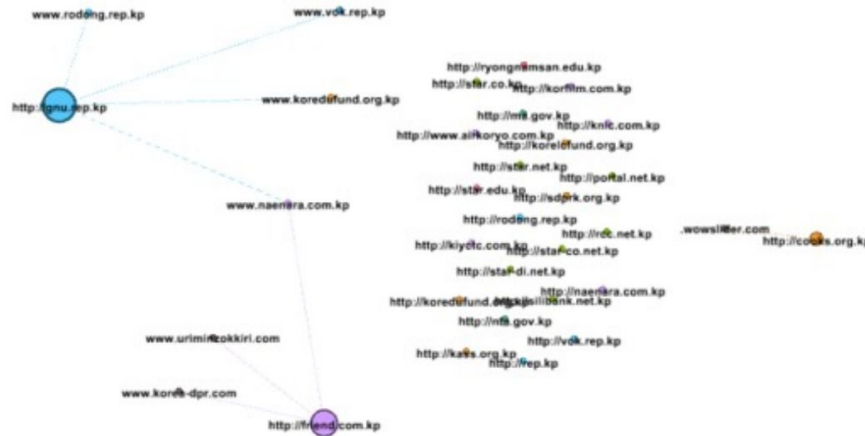 www.rodong.rep.kp
www.vok.rep.kp
http://gnu.rep.kp
www.koredufund.org.kp
www.naenara.com.kp
www.uriminzokkiri.com
www.korea-dpr.com
http://friend.com.kp
http://ryongnamsan.edu.kp
http://star.co.kp
http://korfilm.com.kp
http://ma.gov.kp
http://knic.com.kp
http://www.airkoryo.com.kp
http://korelcfund.org.kp
http://star.net.kp
http://portal.net.kp
http://star.edu.kp
http://sdprk.org.kp
http://rodong.rep.kp
http://rcc.net.kp
http://kiyctc.com.kp
http://star-co.net.kp
http://star-di.net.kp
http://naenara.com.kp
http://koredufund.org.kp
silibank.net.kp
http://nta.gov.kp
http://vok.rep.kp
http://kass.org.kp
http://rep.kp
.wowslider.com
http://cooks.org.kp